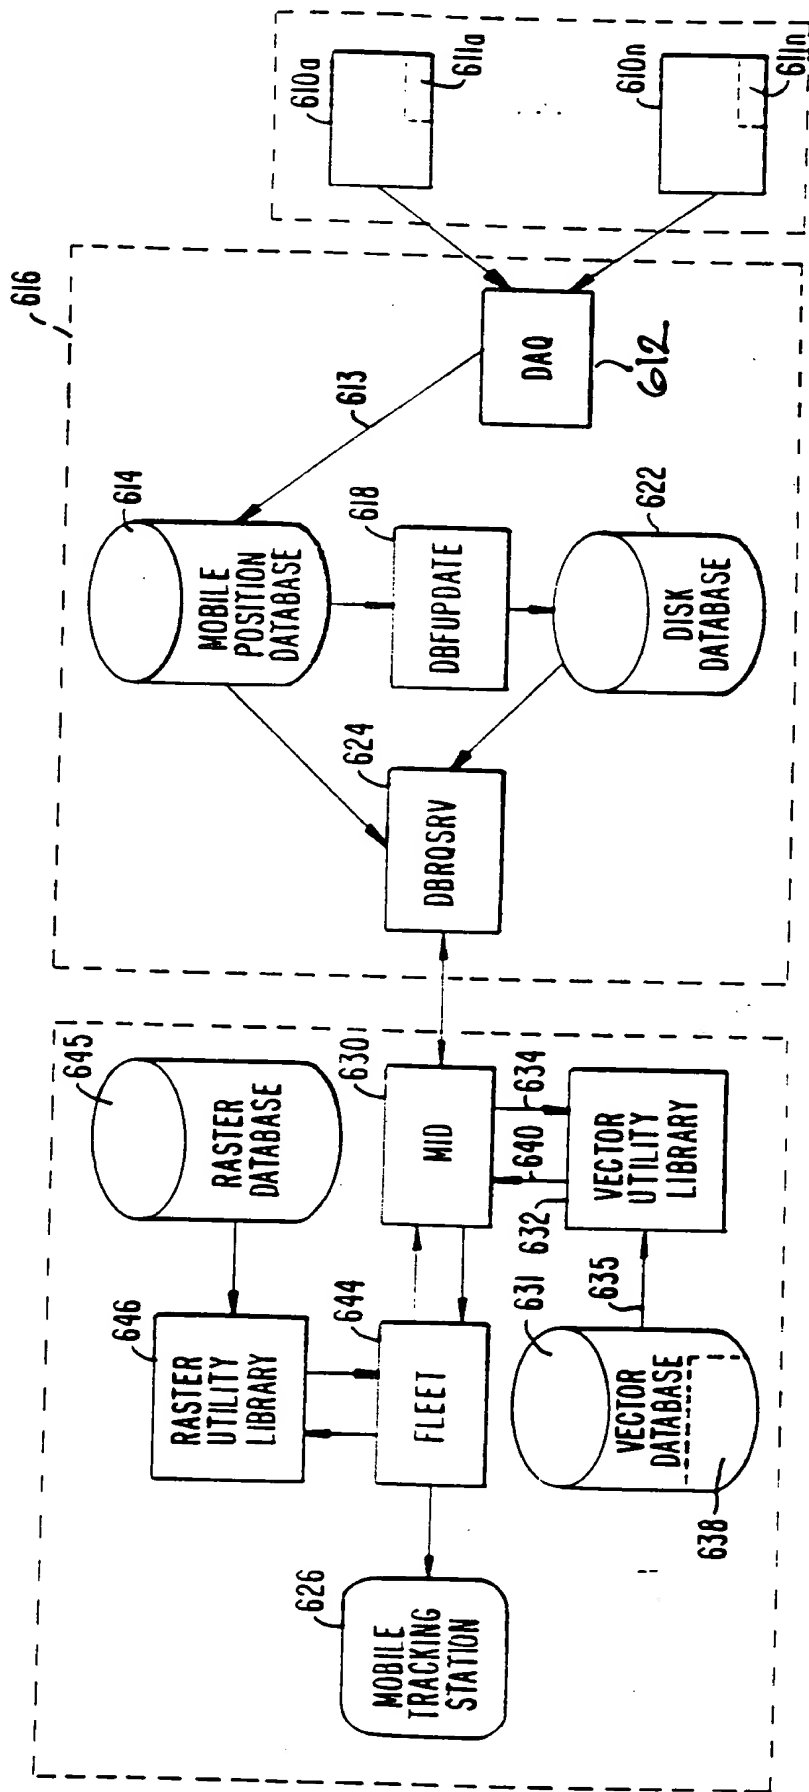 616
610a
611a
...
610n
611n
DAQ
612
613
614
MOBILE
POSITION
DATABASE
618
DBFUPDATE
622
DISK
DATABASE
624
DBRQSRV
645
RASTER
DATABASE
630
MID
634
640
632
VECTOR
UTILITY
LIBRARY
635
631
VECTOR
DATABASE
638
646
RASTER
UTILITY
LIBRARY
644
FLEET
626
MOBILE
TRACKING
STATION